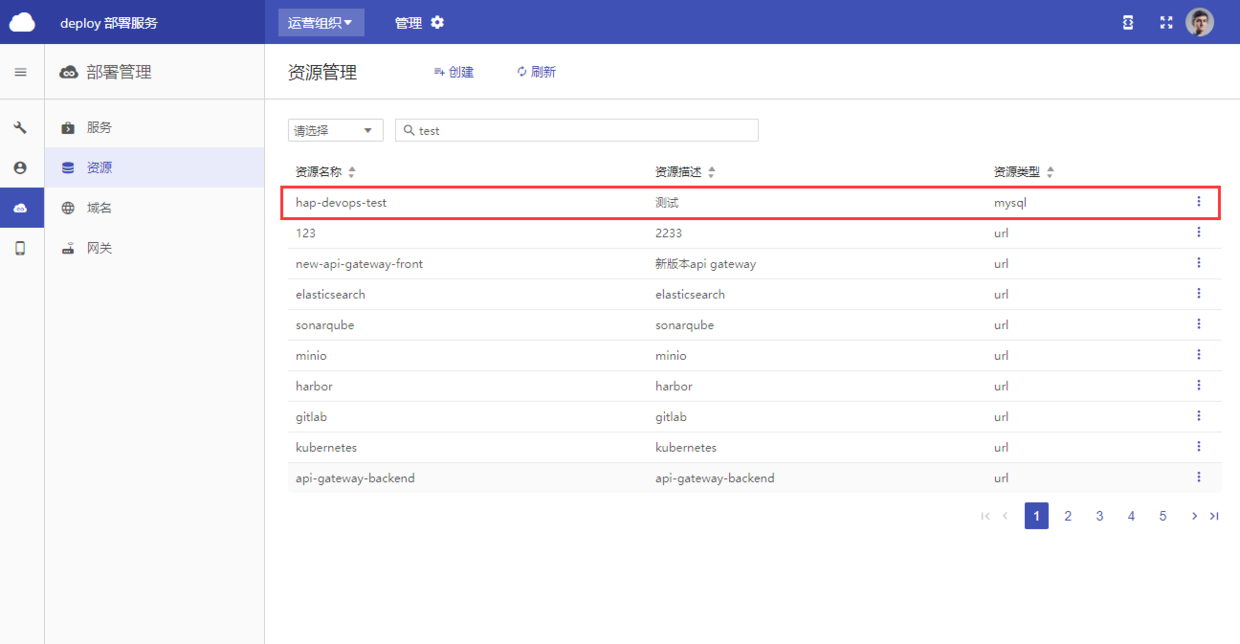 deploy 部署服务
运营组织
管理
部署管理
资源管理
创建
刷新
服务
资源
域名
网关
请选择
test
资源名称 资源描述 资源类型
hap-devops-test 测试 mysql
123 2233 url
new-api-gateway-front 新版本api gateway url
elasticsearch elasticsearch url
sonarqube sonarqube url
minio minio url
harbor harbor url
gitlab gitlab url
kubernetes kubernetes url
api-gateway-backend api-gateway-backend url
1 2 3 4 5